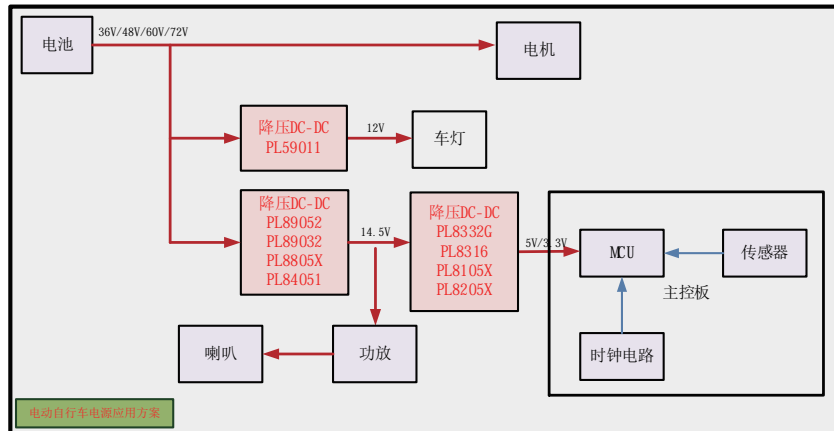 36V/48V/60V/72V
电池
电机
降压DC-DC
PL59011
12V
车灯
降压DC-DC
PL89052
PL89032
PL8805X
PL84051
14.5V
降压DC-DC
PL8332G
PL8316
PL8105X
PL8205X
5V/3.3V
MCU
传感器
主控板
时钟电路
喇叭
功放
电动自行车电源应用方案